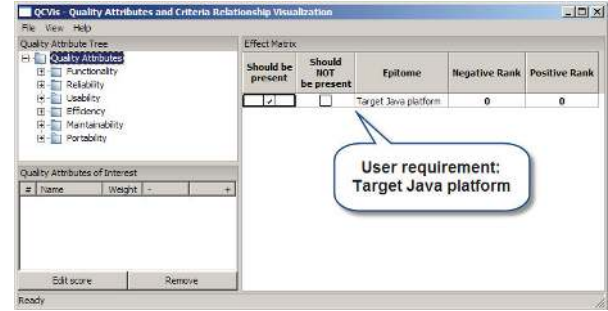 QCVis - Quality Attributes and Criteria Relationship Visualization
File View Help
Quality Attribute Tree
Quality Attributes
Functionality
Reliability
Usability
Efficiency
Maintainability
Portability
Quality Attributes of Interest
# Name Weight - +
Edit score Remove
Ready
Effect Matrix
Should be present
Should NOT be present
Epitome
Negative Rank
Positive Rank
Target Java platform 0 0
User requirement:
Target Java platform